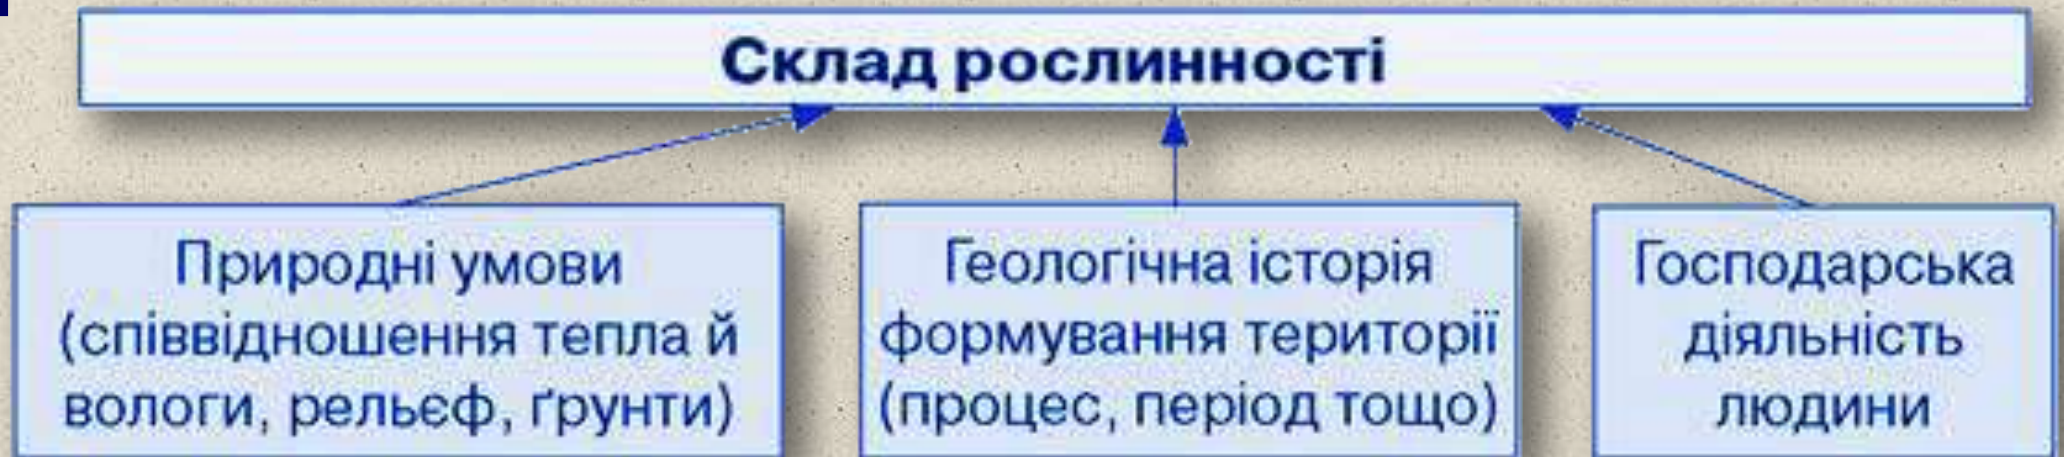 Склад рослинності
Природні умови
(співвідношення тепла й
вологи, рельєф, ґрунти)
Геологічна історія
формування території
(процес, період тощо)
Господарська
діяльність
людини